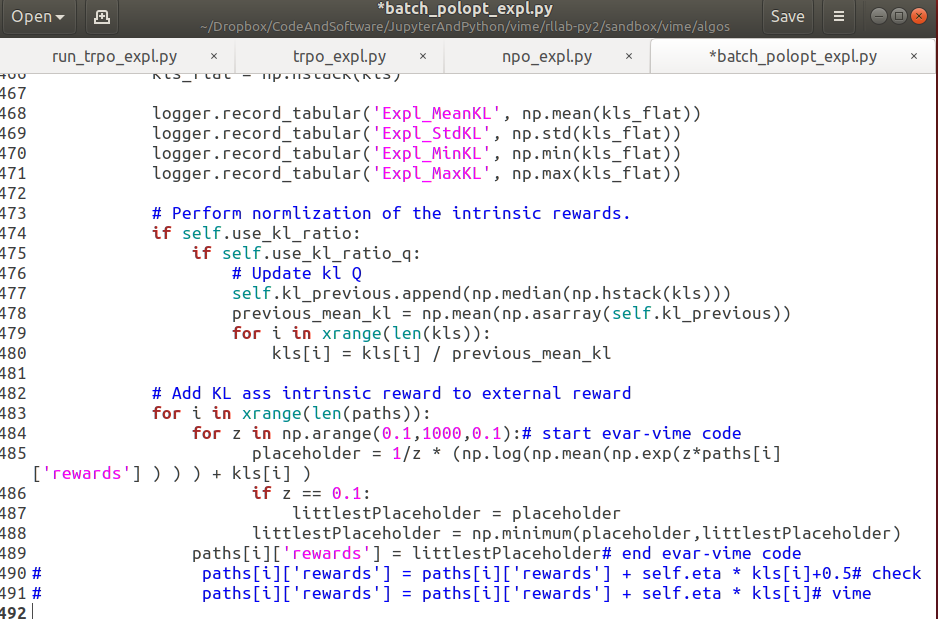 Open
*batch_polopt_expl.py
~/Dropbox/CodeAndSoftware/JupyterAndPython/vime/rllab-py2/sandbox/vime/algos
Save
run_trpo_expl.py × trpo_expl.py × npo_expl.py × *batch_polopt_expl.py ×
466 kls_flat = np.hstack(kls)
467
468 logger.record_tabular('Expl_MeanKL', np.mean(kls_flat))
469 logger.record_tabular('Expl_StdKL', np.std(kls_flat))
470 logger.record_tabular('Expl_MinKL', np.min(kls_flat))
471 logger.record_tabular('Expl_MaxKL', np.max(kls_flat))
472
473 # Perform normlization of the intrinsic rewards.
474 if self.use_kl_ratio:
475 if self.use_kl_ratio_q:
476 # Update kl Q
477 self.kl_previous.append(np.median(np.hstack(kls)))
478 previous_mean_kl = np.mean(np.asarray(self.kl_previous))
479 for i in xrange(len(kls)):
480 kls[i] = kls[i] / previous_mean_kl
481
482 # Add KL ass intrinsic reward to external reward
483 for i in xrange(len(paths)):
484 for z in np.arange(0.1,1000,0.1):# start evar-vime code
485 placeholder = 1/z * (np.log(np.mean(np.exp(z*paths[i]
['rewards'] ) ) ) + kls[i] )
486 if z == 0.1:
487 littlestPlaceholder = placeholder
488 littlestPlaceholder = np.minimum(placeholder,littlestPlaceholder)
489 paths[i]['rewards'] = littlestPlaceholder# end evar-vime code
490 # paths[i]['rewards'] = paths[i]['rewards'] + self.eta * kls[i]+0.5# check
491 # paths[i]['rewards'] = paths[i]['rewards'] + self.eta * kls[i]# vime
492